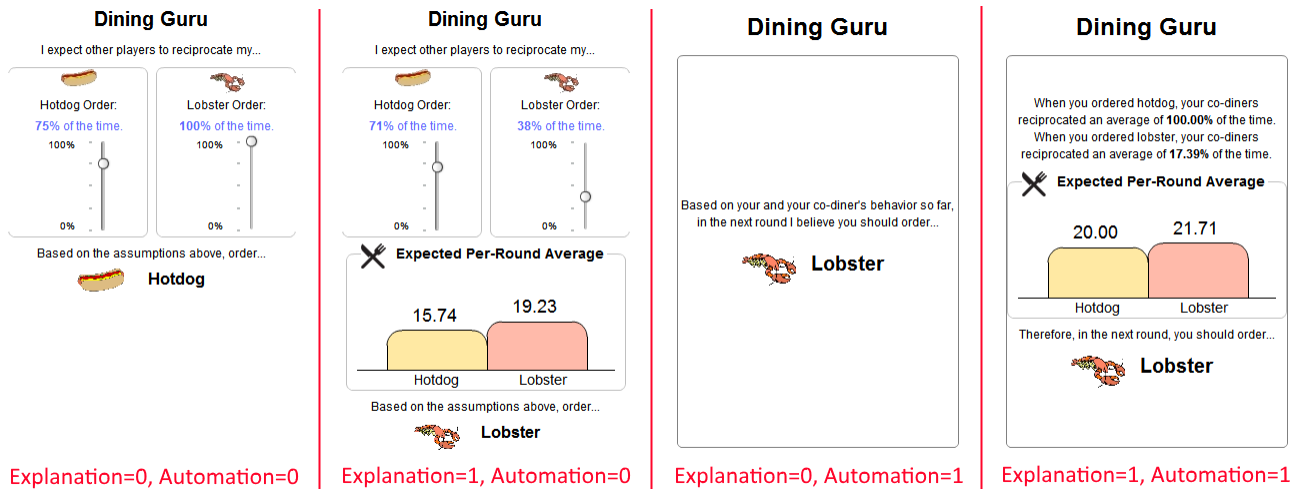 Dining Guru
I expect other players to reciprocate my...
Hotdog Order:
75% of the time.
100%
0%
Lobster Order:
100% of the time.
100%
0%
Based on the assumptions above, order...
Hotdog
Explanation=0, Automation=0
Dining Guru
I expect other players to reciprocate my...
Hotdog Order:
71% of the time.
100%
0%
Lobster Order:
38% of the time.
100%
0%
Expected Per-Round Average
15.74
19.23
Hotdog
Lobster
Based on the assumptions above, order...
Lobster
Explanation=1, Automation=0
Dining Guru
Based on your and your co-diner's behavior so far,
in the next round I believe you should order...
Lobster
Explanation=0, Automation=1
Dining Guru
When you ordered hotdog, your co-diners
reciprocated an average of 100.00% of the time.
When you ordered lobster, your co-diners
reciprocated an average of 17.39% of the time.
Expected Per-Round Average
20.00
21.71
Hotdog
Lobster
Therefore, in the next round, you should order...
Lobster
Explanation=1, Automation=1